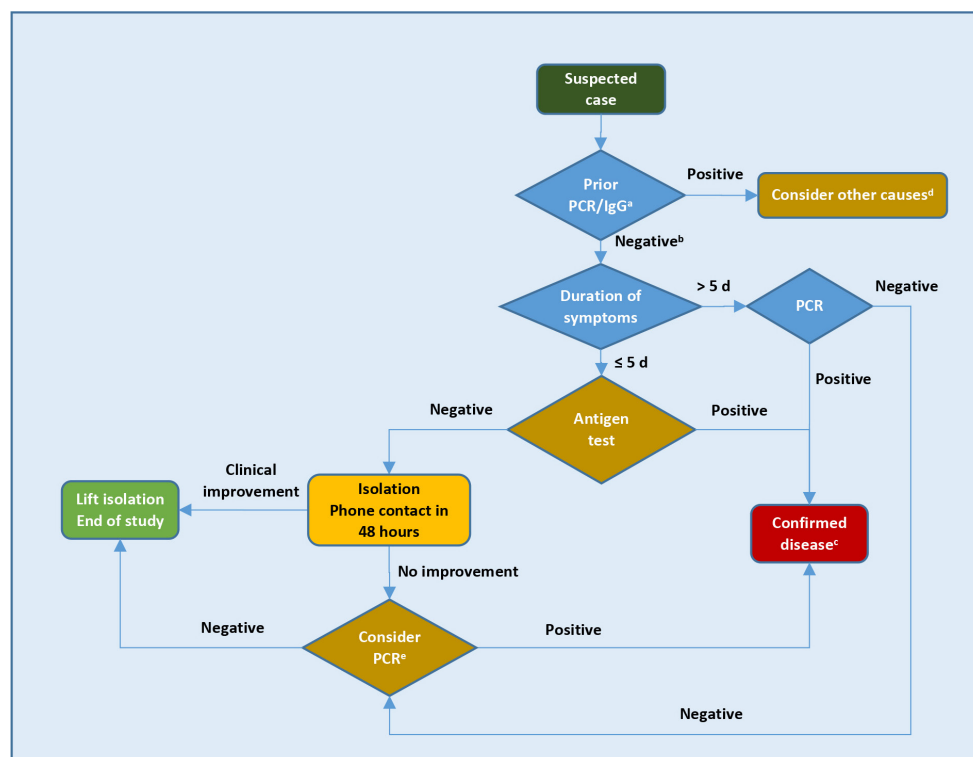 Suspected
case
Positive
Prior
PCR/IgGᵃ
Consider other causesᵈ
Negativeᵇ
> 5 d
Negative
Duration of
symptoms
PCR
≤ 5 d
Positive
Negative
Positive
Antigen
test
Clinical
improvement
Isolation
Phone contact in
48 hours
Lift isolation
End of study
Confirmed
diseaseᶜ
No improvement
Negative
Positive
Consider
PCRᵉ
Negative